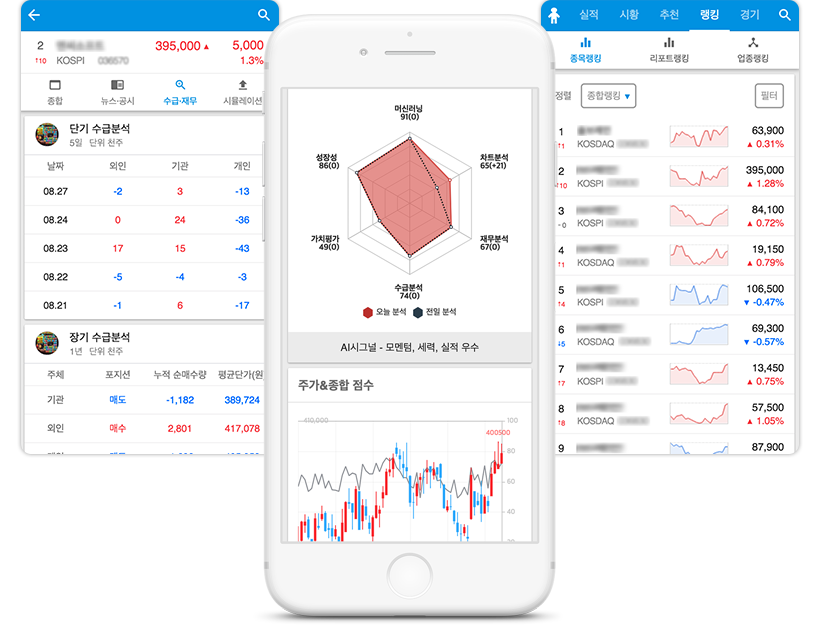 2
395,000 ▲
5,000
↑10 KOSPI
1.3%
종합
뉴스·공시
수급·재무
시뮬레이션
단기 수급분석
5일 단위 천주
날짜 외인 기관 개인
08.27 -2 3 -13
08.24 0 24 -36
08.23 17 15 -43
08.22 -5 -4 -3
08.21 -1 6 -17
장기 수급분석
1년 단위 천주
주체 포지션 누적 순매수량 평균단가(원
기관 매도 -1,182 389,724
외인 매수 2,801 417,078
머신러닝
91(0)
성장성
86(0)
차트분석
65(+21)
가치평가
49(0)
재무분석
67(0)
수급분석
74(0)
오늘 분석 전일 분석
AI시그널 - 모멘텀, 세력, 실적 우수
주가&종합 점수
410,000
100
400500
80
60
40
20
실적 시황 추천 랭킹 경기
종목랭킹 리포트랭킹 업종랭킹
정렬 종합랭킹 ▼ 필터
1 63,900
↑1 KOSDAQ ▲ 0.31%
2 395,000
↑10 KOSPI ▲ 1.28%
3 84,100
- 0 KOSPI ▲ 0.72%
4 19,150
↑1 KOSDAQ ▲ 0.79%
5 106,500
↑4 KOSPI ▼ -0.47%
6 69,300
↓5 KOSDAQ ▼ -0.57%
7 13,450
↑7 KOSPI ▲ 0.75%
8 57,500
↑8 KOSDAQ ▲ 1.05%
9 87,900